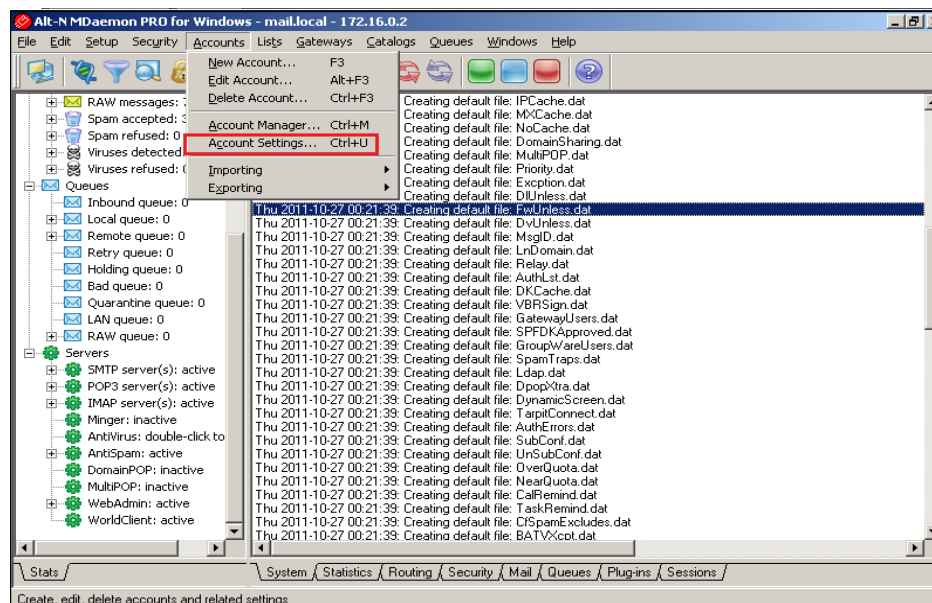 Alt-N MDaemon PRO for Windows - mail.local - 172.16.0.2
File Edit Setup Security Accounts Lists Gateways Catalogs Queues Windows Help
New Account... F3
Edit Account... Alt+F3
Delete Account... Ctrl+F3
Account Manager... Ctrl+M
Account Settings... Ctrl+U
Importing
Exporting
RAW messages:
Spam accepted:
Spam refused: 0
Viruses detected
Viruses refused:
Queues
Inbound queue: 0
Local queue: 0
Remote queue: 0
Retry queue: 0
Holding queue: 0
Bad queue: 0
Quarantine queue: 0
LAN queue: 0
RAW queue: 0
Servers
SMTP server(s): active
POP3 server(s): active
IMAP server(s): active
Minger: inactive
AntiVirus: double-click to
AntiSpam: active
DomainPOP: inactive
MultiPOP: inactive
WebAdmin: active
WorldClient: active
Creating default file: IPCache.dat
Creating default file: MXCache.dat
Creating default file: NoCache.dat
Creating default file: DomainSharing.dat
Creating default file: MultiPOP.dat
Creating default file: Priority.dat
Creating default file: Excption.dat
Creating default file: DlUnless.dat
Thu 2011-10-27 00:21:39: Creating default file: FwUnless.dat
Thu 2011-10-27 00:21:39: Creating default file: DvUnless.dat
Thu 2011-10-27 00:21:39: Creating default file: MsgID.dat
Thu 2011-10-27 00:21:39: Creating default file: LnDomain.dat
Thu 2011-10-27 00:21:39: Creating default file: Relay.dat
Thu 2011-10-27 00:21:39: Creating default file: AuthLst.dat
Thu 2011-10-27 00:21:39: Creating default file: DKCache.dat
Thu 2011-10-27 00:21:39: Creating default file: VBRSign.dat
Thu 2011-10-27 00:21:39: Creating default file: GatewayUsers.dat
Thu 2011-10-27 00:21:39: Creating default file: SPFDKApproved.dat
Thu 2011-10-27 00:21:39: Creating default file: GroupWareUsers.dat
Thu 2011-10-27 00:21:39: Creating default file: SpamTraps.dat
Thu 2011-10-27 00:21:39: Creating default file: Ldap.dat
Thu 2011-10-27 00:21:39: Creating default file: DpopXtra.dat
Thu 2011-10-27 00:21:39: Creating default file: DynamicScreen.dat
Thu 2011-10-27 00:21:39: Creating default file: TarpitConnect.dat
Thu 2011-10-27 00:21:39: Creating default file: AuthErrors.dat
Thu 2011-10-27 00:21:39: Creating default file: SubConf.dat
Thu 2011-10-27 00:21:39: Creating default file: UnSubConf.dat
Thu 2011-10-27 00:21:39: Creating default file: OverQuota.dat
Thu 2011-10-27 00:21:39: Creating default file: NearQuota.dat
Thu 2011-10-27 00:21:39: Creating default file: CalRemind.dat
Thu 2011-10-27 00:21:39: Creating default file: TaskRemind.dat
Thu 2011-10-27 00:21:39: Creating default file: CfSpamExcludes.dat
Thu 2011-10-27 00:21:39: Creating default file: BATVXcpt.dat
Stats
System Statistics Routing Security Mail Queues Plug-ins Sessions
Create, edit, delete accounts and related settings